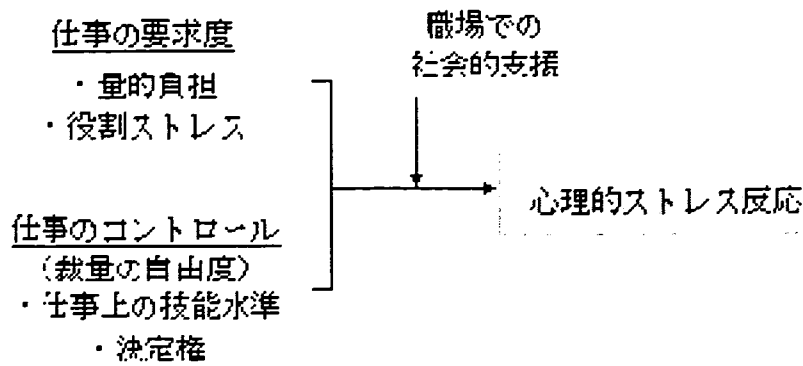 仕事の要求度
・量的負担
・役割ストレス
職場での
社会的支援
仕事のコントロール
(裁量の自由度)
・仕事上の技能水準
・決定権
心理的ストレス反応